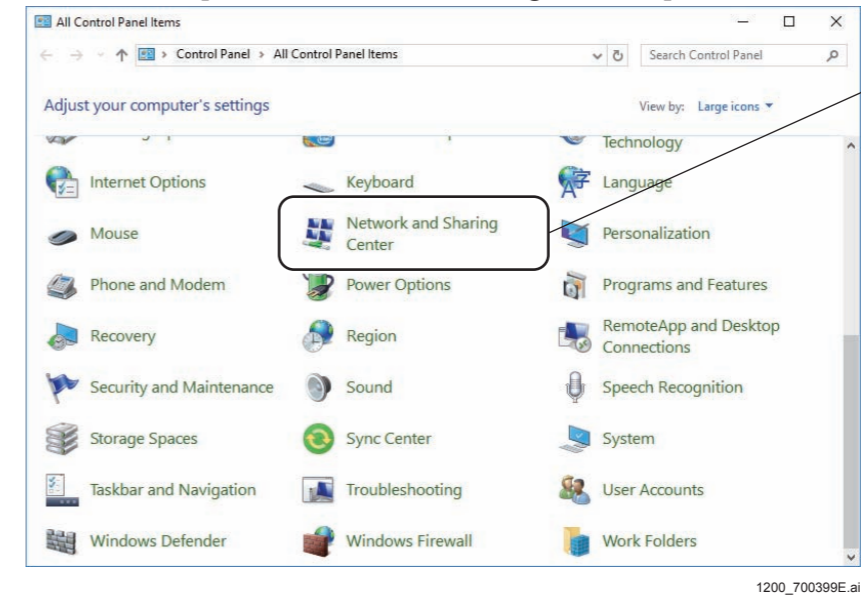 All Control Panel Items
Control Panel > All Control Panel Items
Search Control Panel
Adjust your computer's settings
View by: Large icons
Technology
Internet Options
Keyboard
Language
Mouse
Network and Sharing
Center
Personalization
Phone and Modem
Power Options
Programs and Features
Recovery
Region
RemoteApp and Desktop
Connections
Security and Maintenance
Sound
Speech Recognition
Storage Spaces
Sync Center
System
Taskbar and Navigation
Troubleshooting
User Accounts
Windows Defender
Windows Firewall
Work Folders
1200_700399E.ai